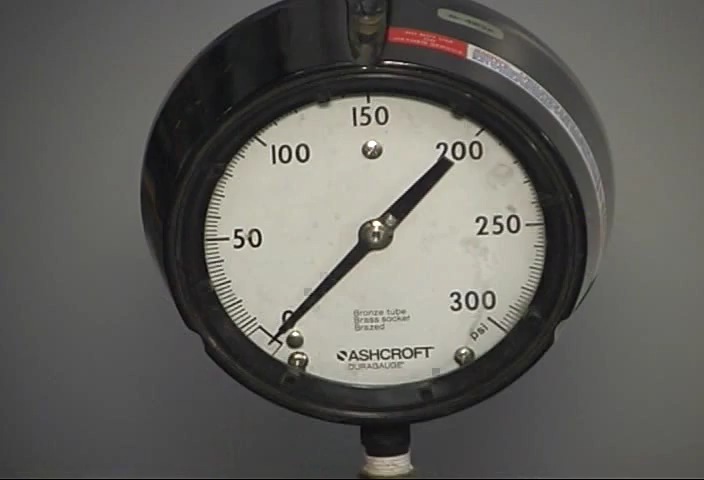 150
100
200
50
250
0
300
psi
Bronze tube
Brass socket
Brazed
ASHCROFT
DURAGAUGE